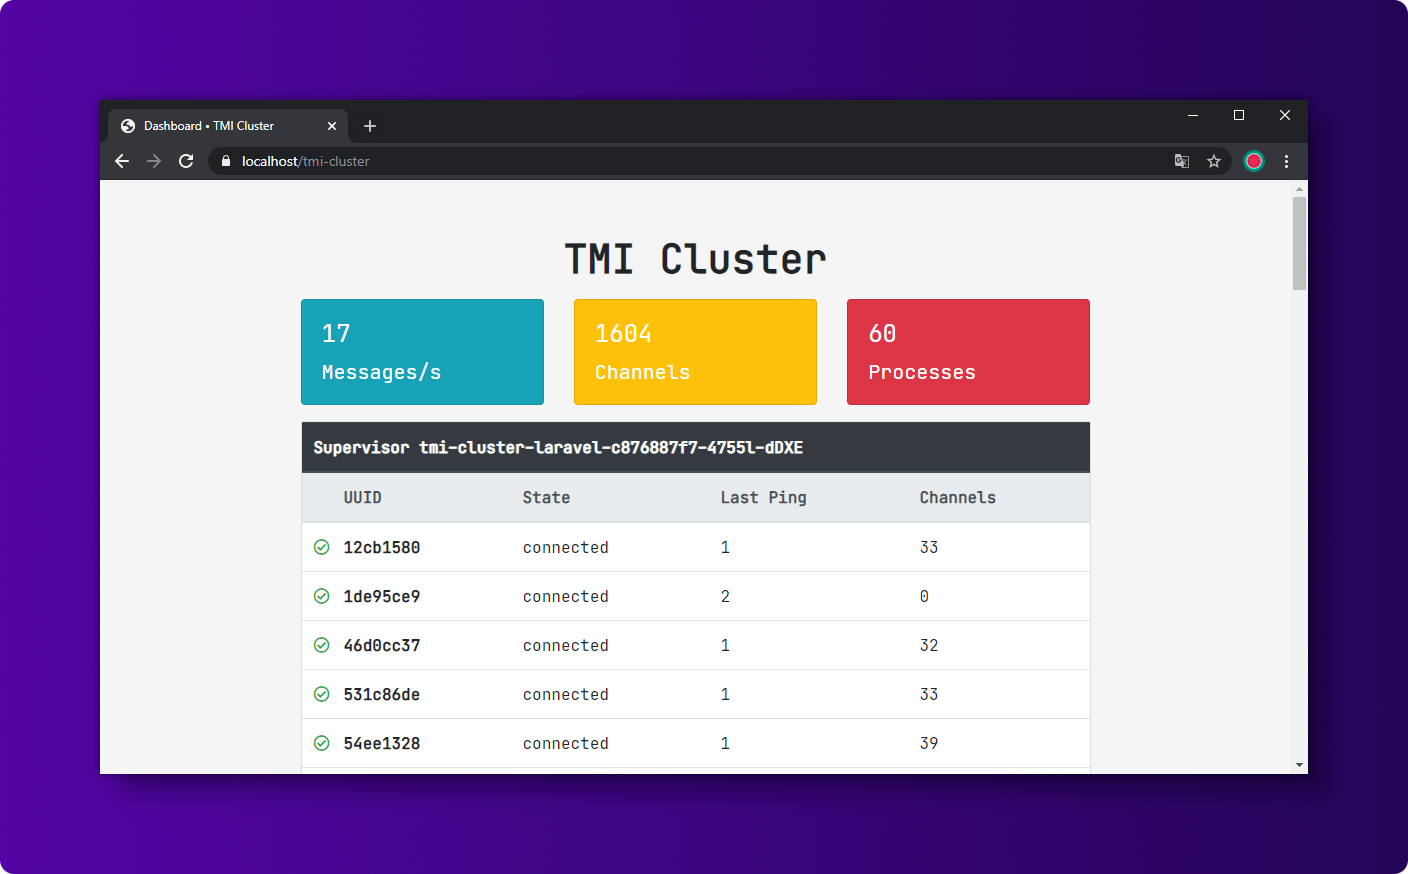 Dashboard • TMI Cluster
localhost/tmi-cluster
TMI Cluster
17
Messages/s
1604
Channels
60
Processes
Supervisor tmi-cluster-laravel-c876887f7-4755l-dDXE
UUID State Last Ping Channels
12cb1580 connected 1 33
1de95ce9 connected 2 0
46d0cc37 connected 1 32
531c86de connected 1 33
54ee1328 connected 1 39